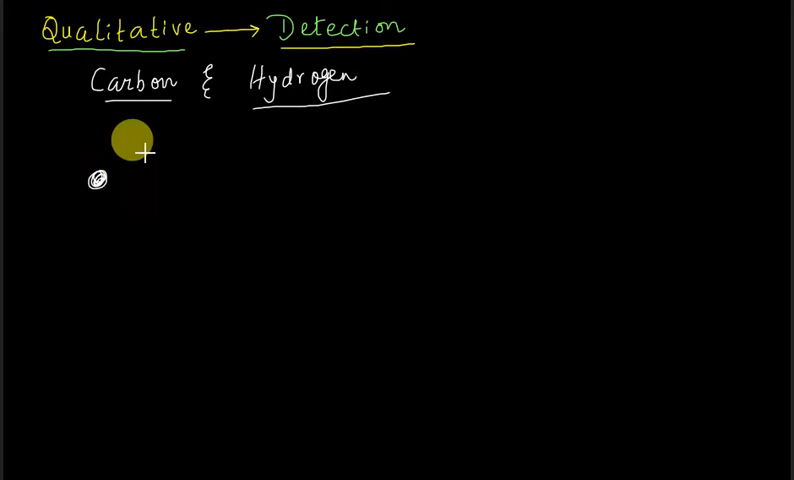 Qualitative → Detection
Carbon & Hydrogen